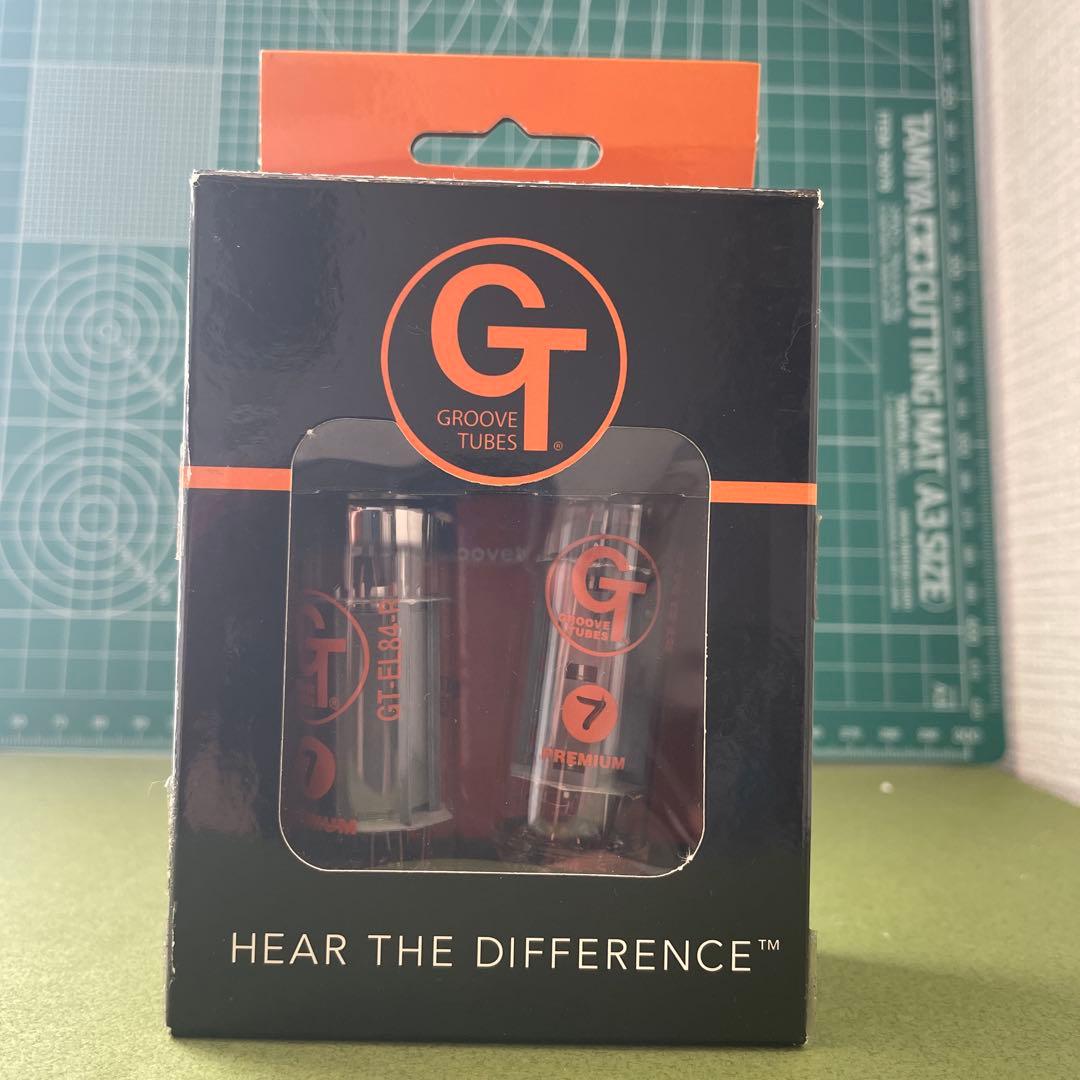 GT
GROOVE
TUBES®
GT
®
GT-EL84-R
7
GT
GROOVE
TUBES
7
PREMIUM
HEAR THE DIFFERENCE™
TAMIYA CUTTING MAT (A3 SIZE)